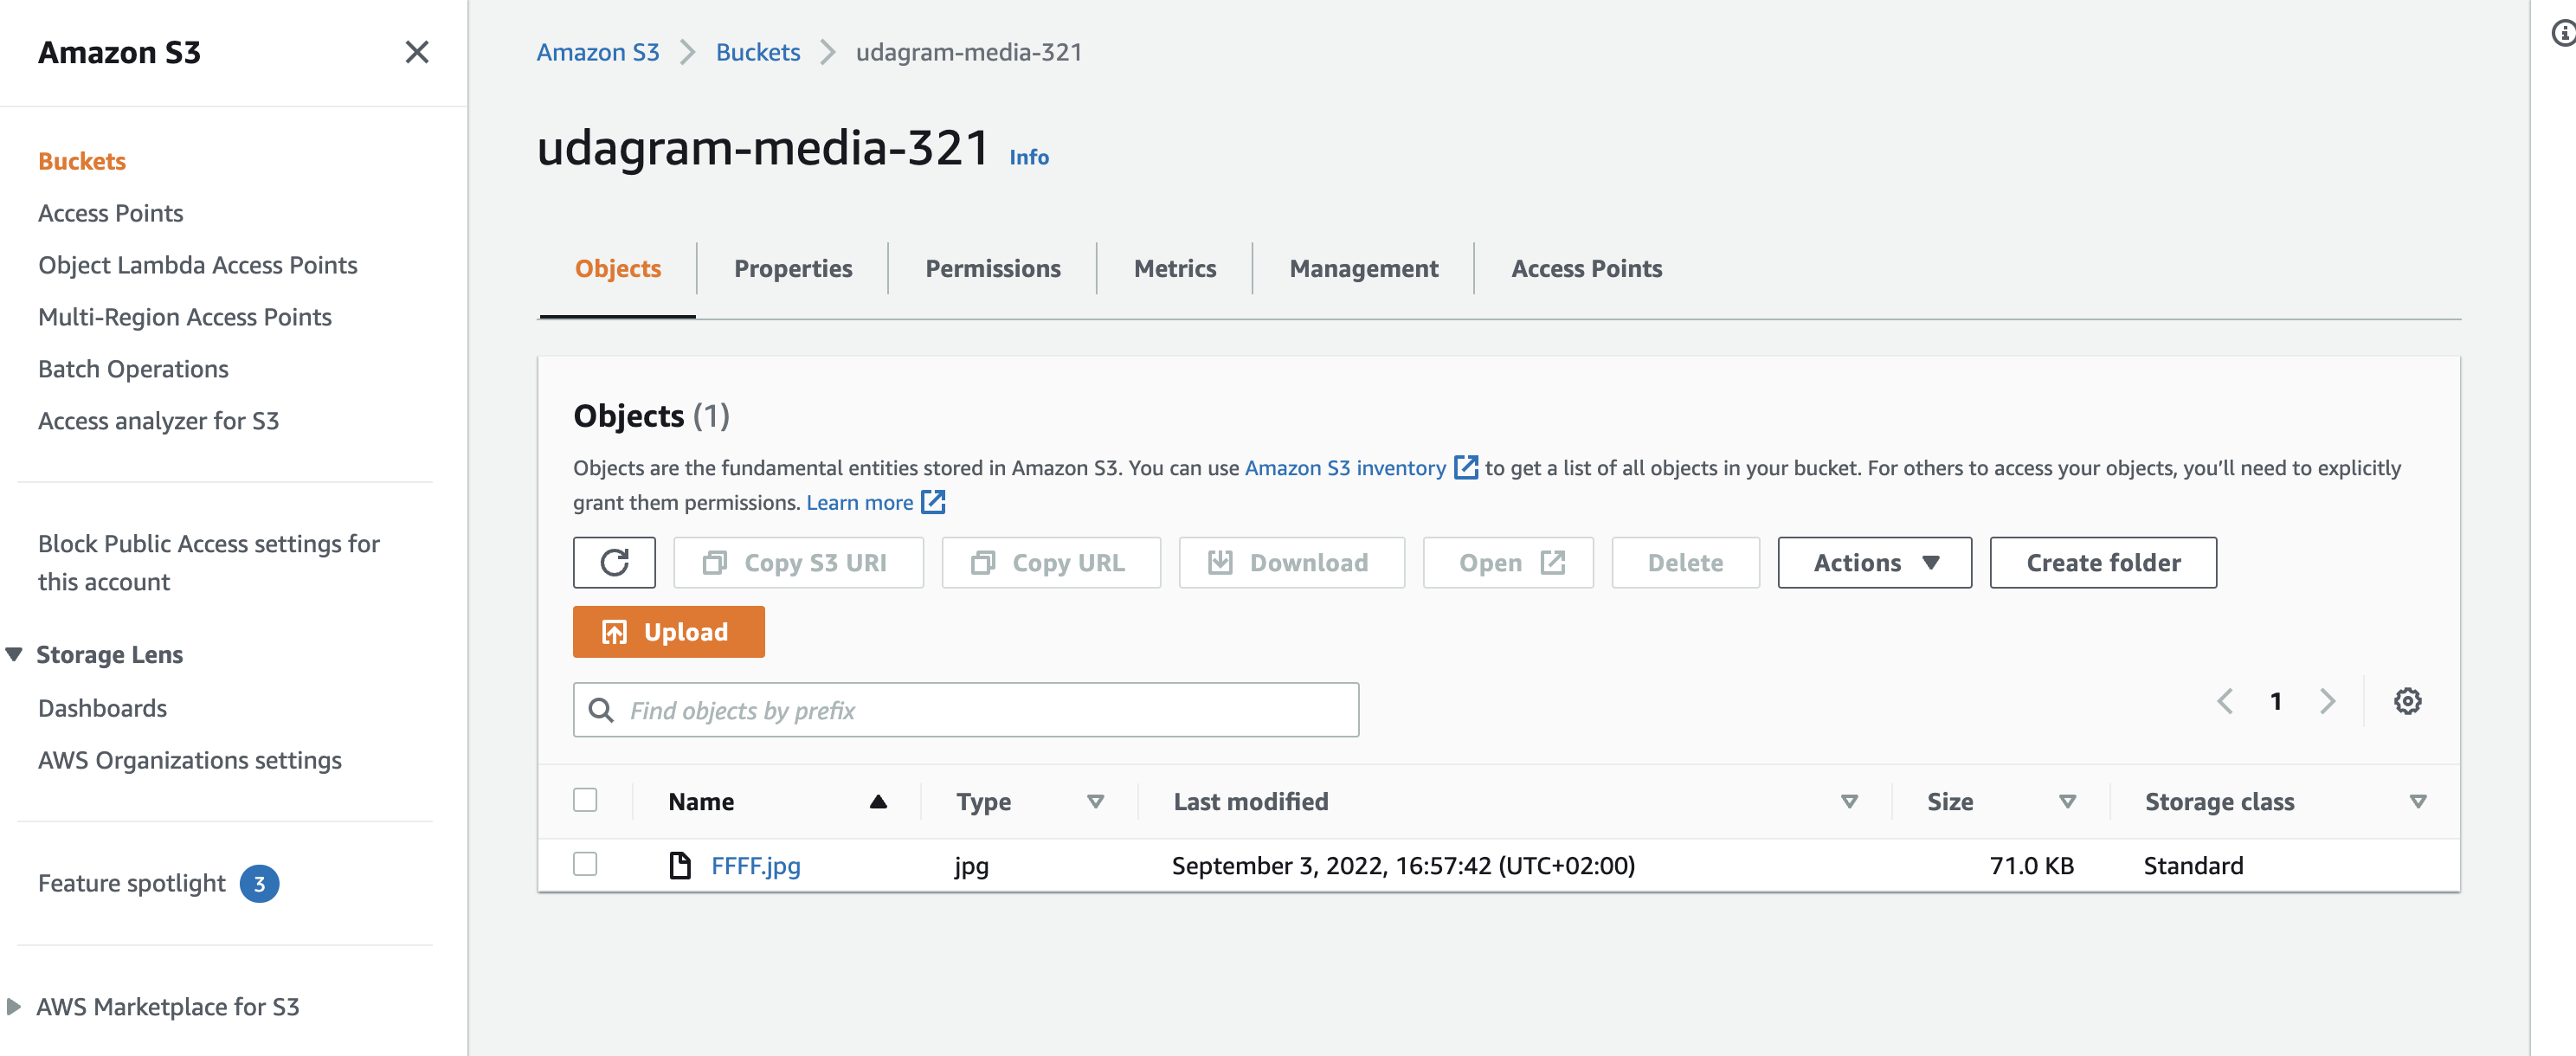 Amazon S3
Buckets
Access Points
Object Lambda Access Points
Multi-Region Access Points
Batch Operations
Access analyzer for S3
Block Public Access settings for
this account
Storage Lens
Dashboards
AWS Organizations settings
Feature spotlight 3
AWS Marketplace for S3
Amazon S3 Buckets udagram-media-321
udagram-media-321 Info
Objects Properties Permissions Metrics Management Access Points
Objects (1)
Objects are the fundamental entities stored in Amazon S3. You can use Amazon S3 inventory to get a list of all objects in your bucket. For others to access your objects, you’ll need to explicitly
grant them permissions. Learn more
Copy S3 URI Copy URL Download Open Delete Actions Create folder
Upload
Find objects by prefix 1
Name Type Last modified Size Storage class
FFFF.jpg jpg September 3, 2022, 16:57:42 (UTC+02:00) 71.0 KB Standard